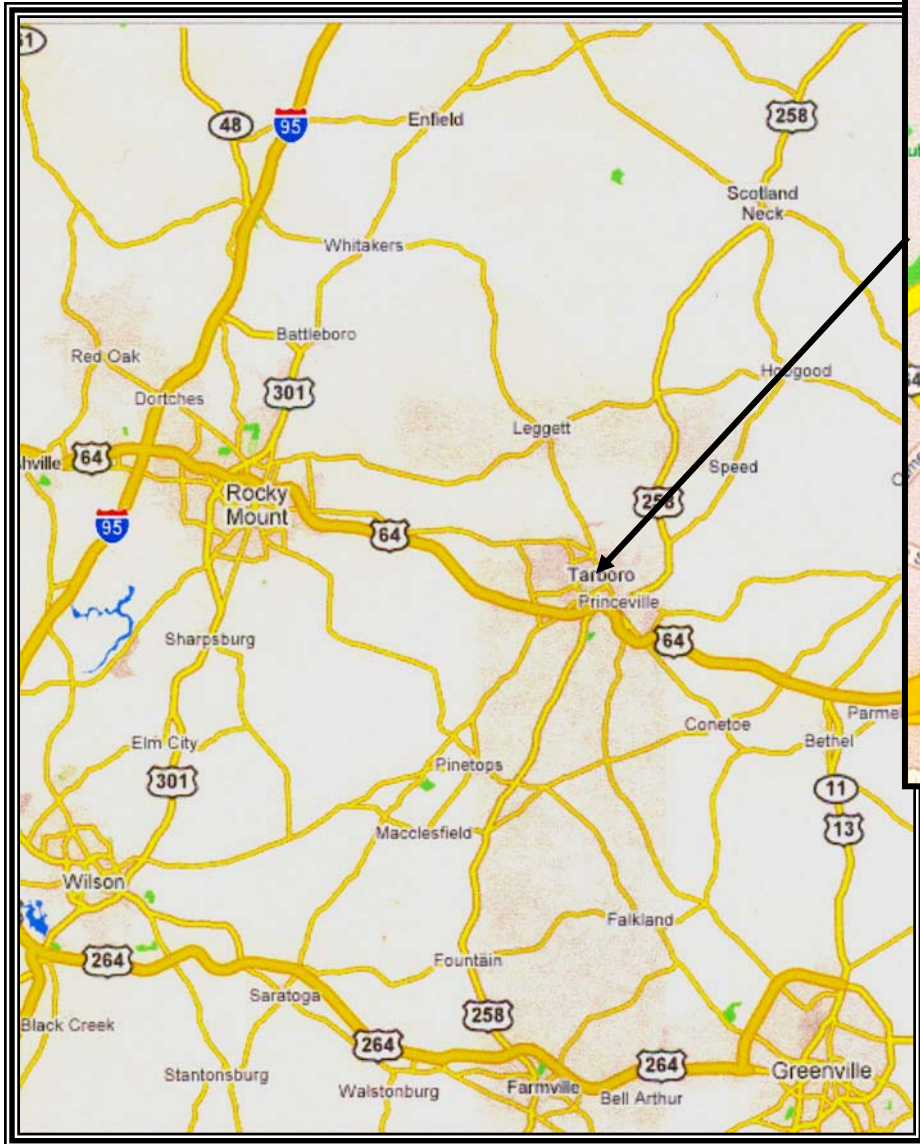 48
95
Enfield
258
Scotland
Neck
Whitakers
Battleboro
Red Oak
301
Hobgood
Dortches
Leggett
64
Speed
Rocky
Mount
258
95
64
Tarboro
Princeville
Sharpsburg
64
Conetoe
Elm City
Bethel
Pinetops
301
11
13
Macclesfield
Wilson
Falkland
264
Fountain
Saratoga
258
Black Creek
264
264
Stantonsburg
Greenville
Walstonburg
Farmville
Bell Arthur